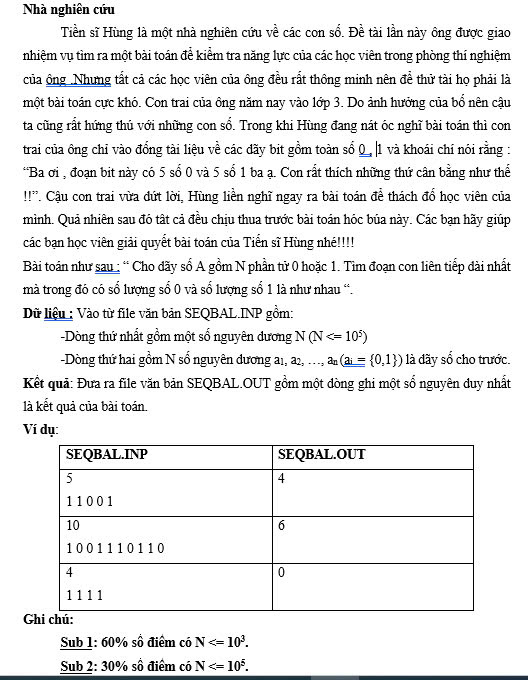 Nhà nghiên cứu
Tiến sĩ Hùng là một nhà nghiên cứu về các con số. Đề tài lần này ông được giao
nhiệm vụ tìm ra một bài toán để kiểm tra năng lực của các học viên trong phòng thí nghiệm
của ông .Nhưng tất cả các học viên của ông đều rất thông minh nên để thử tài họ phải là
một bài toán cực khó. Con trai của ông năm nay vào lớp 3. Do ảnh hưởng của bố nên cậu
ta cũng rất hứng thú với những con số. Trong khi Hùng đang nát óc nghĩ bài toán thì con
trai của ông chỉ vào đống tài liệu về các dãy bit gồm toàn số 0 , 1 và khoái chí nói rằng :
“Ba ơi , đoạn bit này có 5 số 0 và 5 số 1 ba ạ. Con rất thích những thứ cân bằng như thế
!!”. Cậu con trai vừa dứt lời, Hùng liền nghĩ ngay ra bài toán để thách đố học viên của
mình. Quả nhiên sau đó tât cả đều chịu thua trước bài toán hóc búa này. Các bạn hãy giúp
các bạn học viên giải quyết bài toán của Tiến sĩ Hùng nhé!!!!
Bài toán như sau : “ Cho dãy số A gồm N phần tử 0 hoặc 1. Tìm đoạn con liên tiếp dài nhất
mà trong đó có số lượng số 0 và số lượng số 1 là như nhau “.
Dữ liệu : Vào từ file văn bản SEQBAL.INP gồm:
-Dòng thứ nhất gồm một số nguyên dương N (N <= 10⁵)
-Dòng thứ hai gồm N số nguyên dương a₁, a₂, …, aₙ (aᵢ = {0,1}) là dãy số cho trước.
Kết quả: Đưa ra file văn bản SEQBAL.OUT gồm một dòng ghi một số nguyên duy nhất
là kết quả của bài toán.
Ví dụ:
SEQBAL.INP SEQBAL.OUT
5 4
1 1 0 0 1
10 6
1 0 0 1 1 1 0 1 1 0
4 0
1 1 1 1
Ghi chú:
Sub 1: 60% số điểm có N <= 10³.
Sub 2: 30% số điểm có N <= 10⁵.